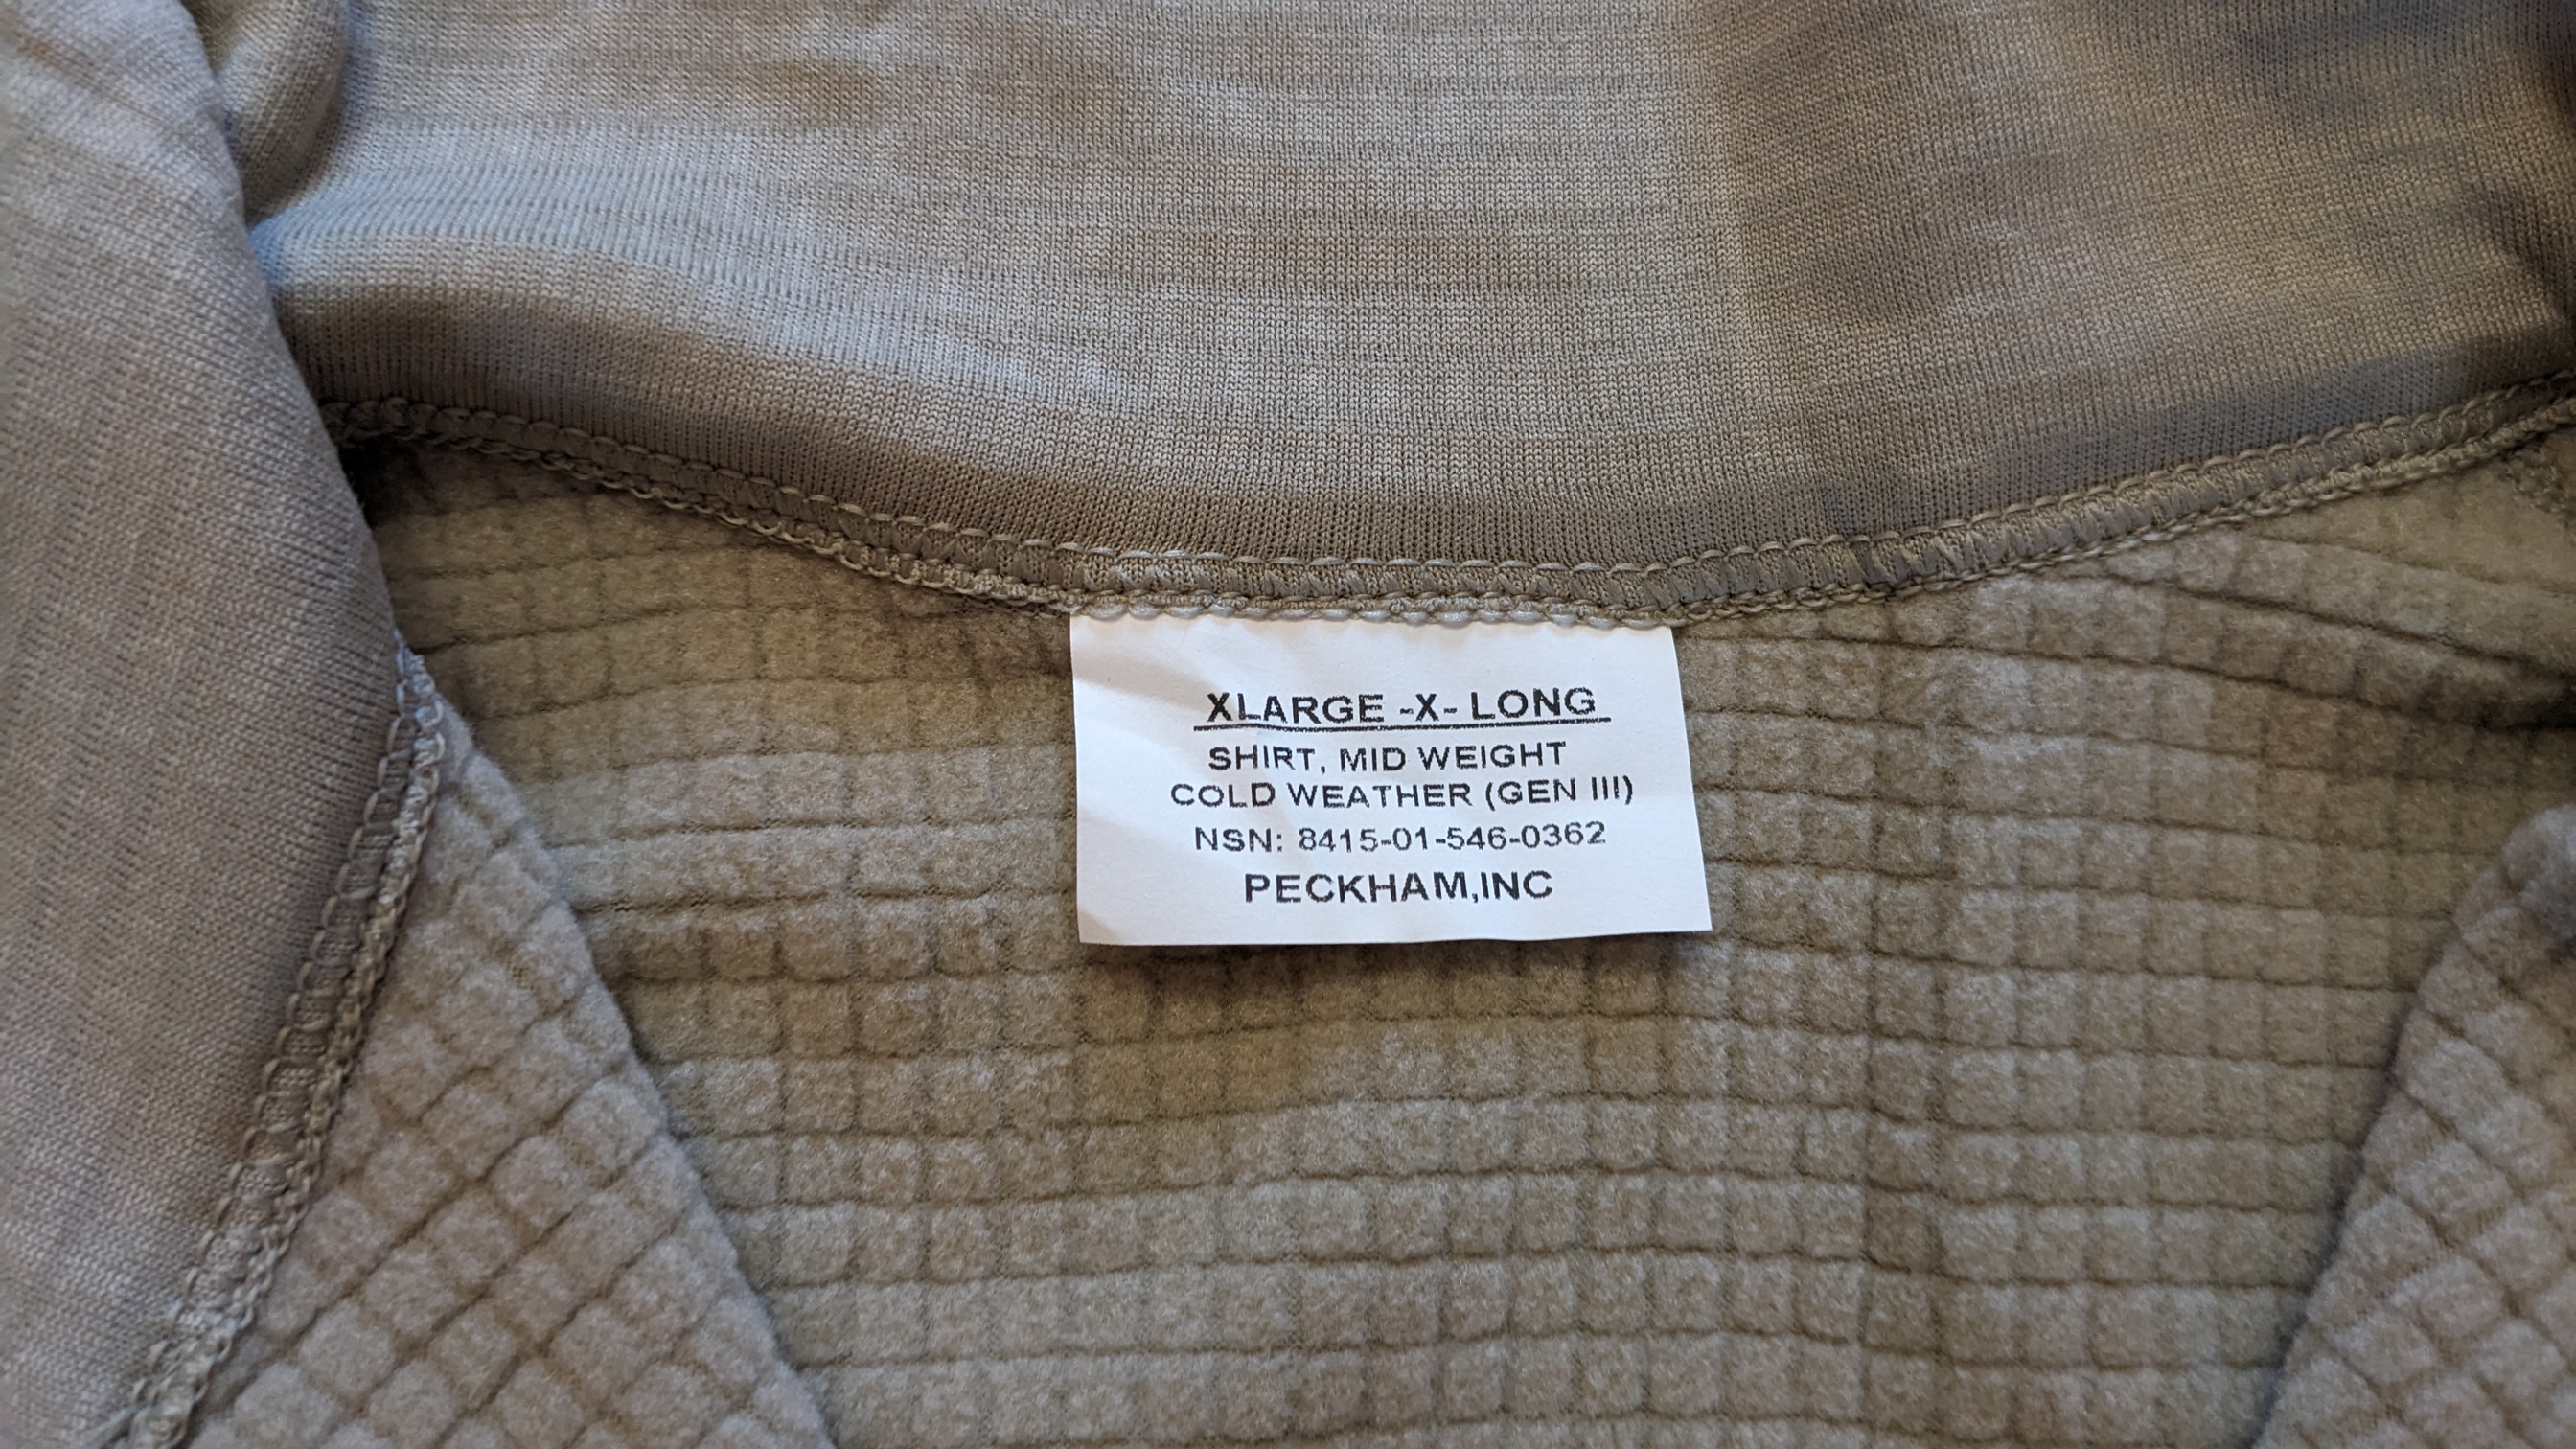 XLARGE -X- LONG
SHIRT, MID WEIGHT
COLD WEATHER (GEN III)
NSN: 8415-01-546-0362
PECKHAM,INC